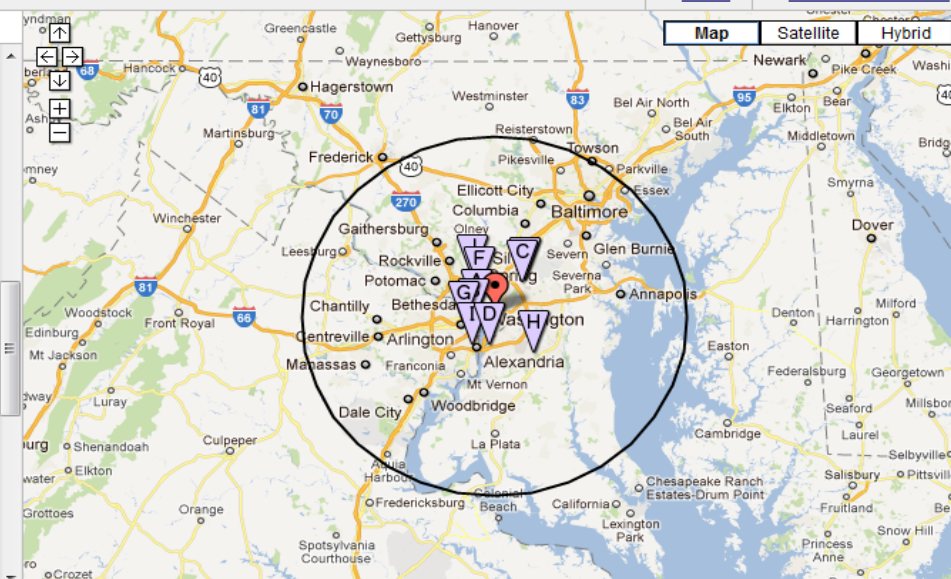 Greencastle
Hanover
Chester
Gettysburg
Map
Satellite
Hybrid
Waynesboro
Newark
Pike Creek
68
Hancock
40
Hagerstown
81
70
Westminster
83
Bel Air North
95
Elkton
Bear
40
Bel Air
South
Martinsburg
Reisterstown
Middletown
Towson
Pikesville
Parkville
Frederick
40
Ellicott City
Essex
Smyrna
270
Columbia
Baltimore
Winchester
Gaithersburg
Olney
Dover
Leesburg
Rockville
F
C
Severn
Glen Burnie
Potomac
Severna
Park
81
G
Annapolis
Chantilly
Bethesda
Milford
Woodstock
66
Front Royal
I
D
H
Washington
Denton
Harrington
Edinburg
Centreville
Arlington
Mt Jackson
Manassas
Franconia
Alexandria
Easton
Mt Vernon
Federalsburg
Georgetown
Luray
Dale City
Woodbridge
Seaford
Millsbo
Culpeper
La Plata
Cambridge
Laurel
Shenandoah
Selbyville
Elkton
Aquia
Harbour
Salisbury
Pittsvil
Chesapeake Ranch
Estates-Drum Point
Colonial
Beach
Fredericksburg
California
Fruitland
Grottoes
Orange
Lexington
Park
Snow Hill
Spotsylvania
Courthouse
Princess
Anne
Crozet